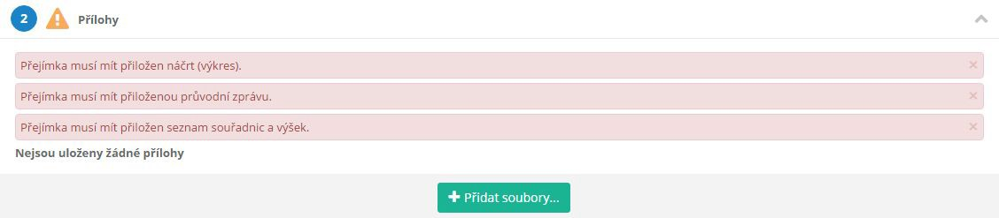 2 Přílohy
Přejímka musí mít přiložen náčrt (výkres).
Přejímka musí mít přiloženou průvodní zprávu.
Přejímka musí mít přiložen seznam souřadnic a výšek.
Nejsou uloženy žádné přílohy
Přidat soubory...